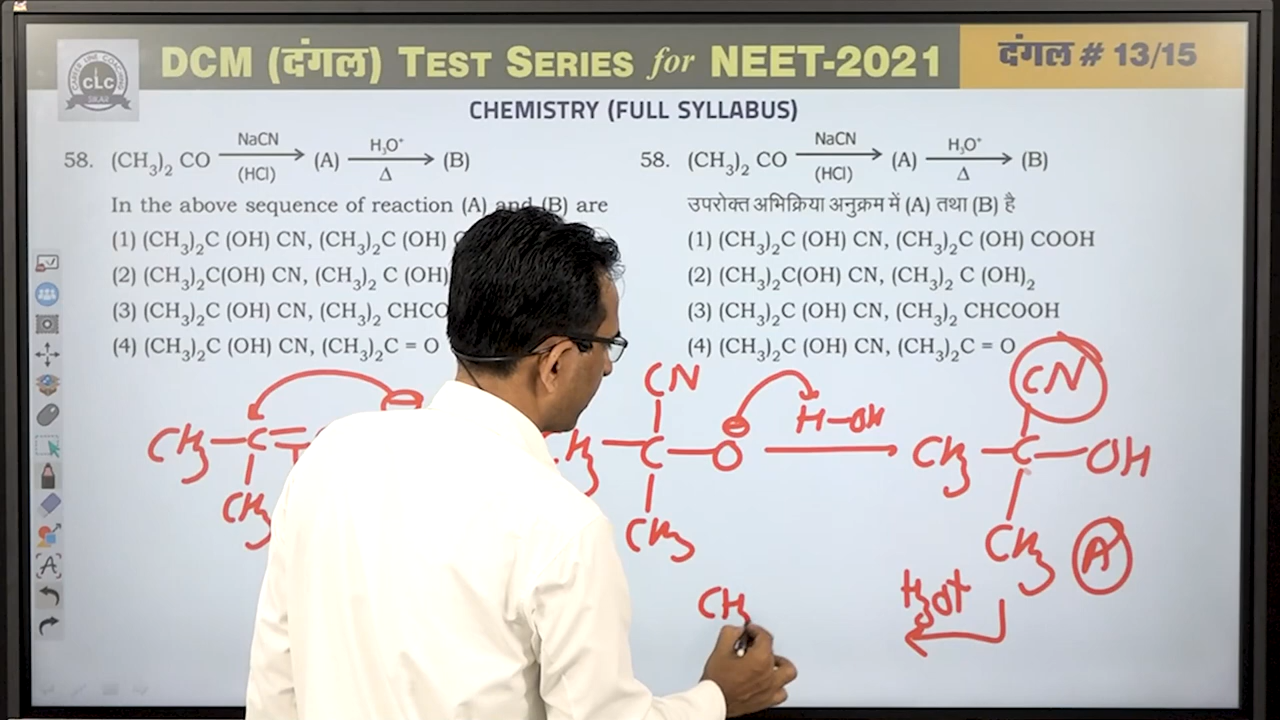 DCM (दंगल) TEST SERIES for NEET-2021
दंगल # 13/15
CLC
SIKAR
CHEMISTRY (FULL SYLLABUS)
58. (CH₃)₂ CO NaCN (HCl) (A) H₃O⁺ Δ (B)
In the above sequence of reaction (A) and (B) are
(1) (CH₃)₂C (OH) CN, (CH₃)₂C (OH)
(2) (CH₃)₂C(OH) CN, (CH₃)₂ C (OH)
(3) (CH₃)₂C (OH) CN, (CH₃)₂ CHCO
(4) (CH₃)₂C (OH) CN, (CH₃)₂C = O
58. (CH₃)₂ CO NaCN (HCl) (A) H₃O⁺ Δ (B)
उपरोक्त अभिक्रिया अनुक्रम में (A) तथा (B) है
(1) (CH₃)₂C (OH) CN, (CH₃)₂C (OH) COOH
(2) (CH₃)₂C(OH) CN, (CH₃)₂ C (OH)₂
(3) (CH₃)₂C (OH) CN, (CH₃)₂ CHCOOH
(4) (CH₃)₂C (OH) CN, (CH₃)₂C = O
CH₃-C=
CH₃
CN
CH₃-C-O⊖
CH₃
H-OH
CN
CH₃-C-OH
CH₃
A
H₃O+
CH₃